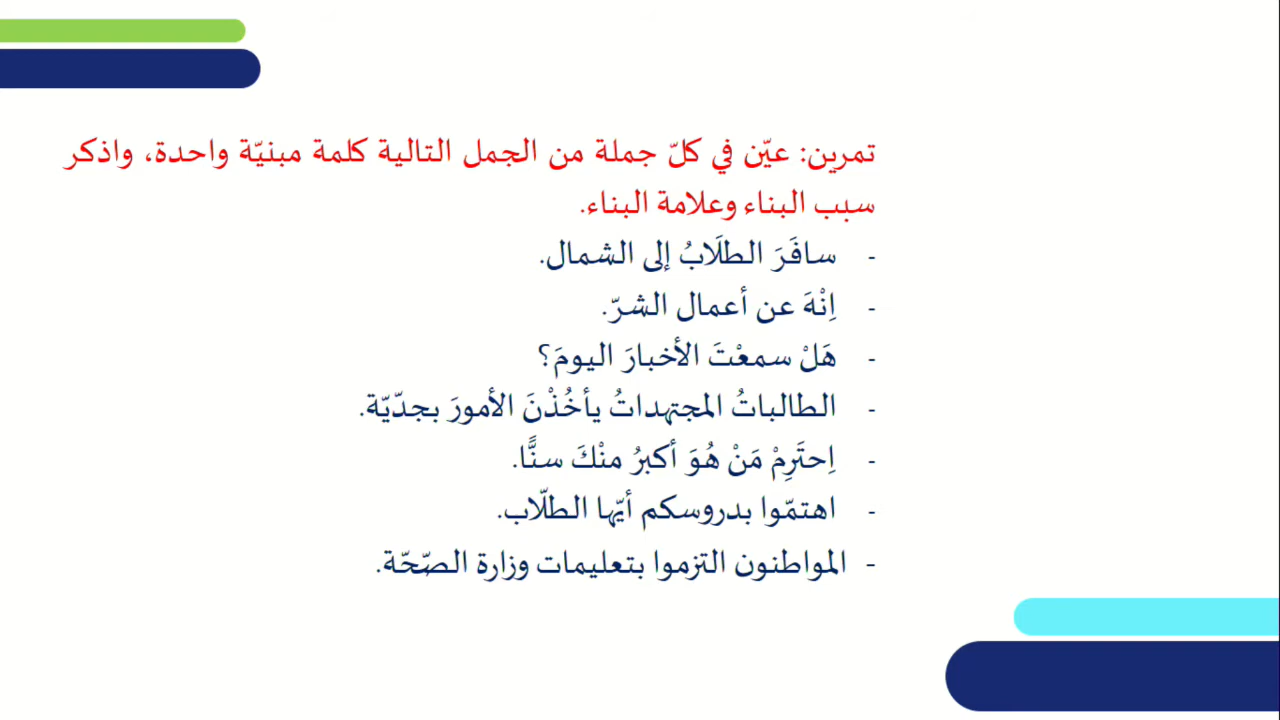 تمرين: عيّن في كلّ جملة من الجمل التالية كلمة مبنيّة واحدة، واذكر
سبب البناء وعلامة البناء.
- سافَرَ الطلَابُ إلى الشمال.
- اِنْهَ عن أعمال الشرّ.
- هَلْ سمعْتَ الأخبارَ اليومَ؟
- الطالباتُ المجتهداتُ يأخُذْنَ الأمورَ بجدّيّة.
- اِحتَرِمْ مَنْ هُوَ أكبرُ منْكَ سنًّا.
- اهتمّوا بدروسكم أيّها الطلّاب.
- المواطنون التزموا بتعليمات وزارة الصّحّة.